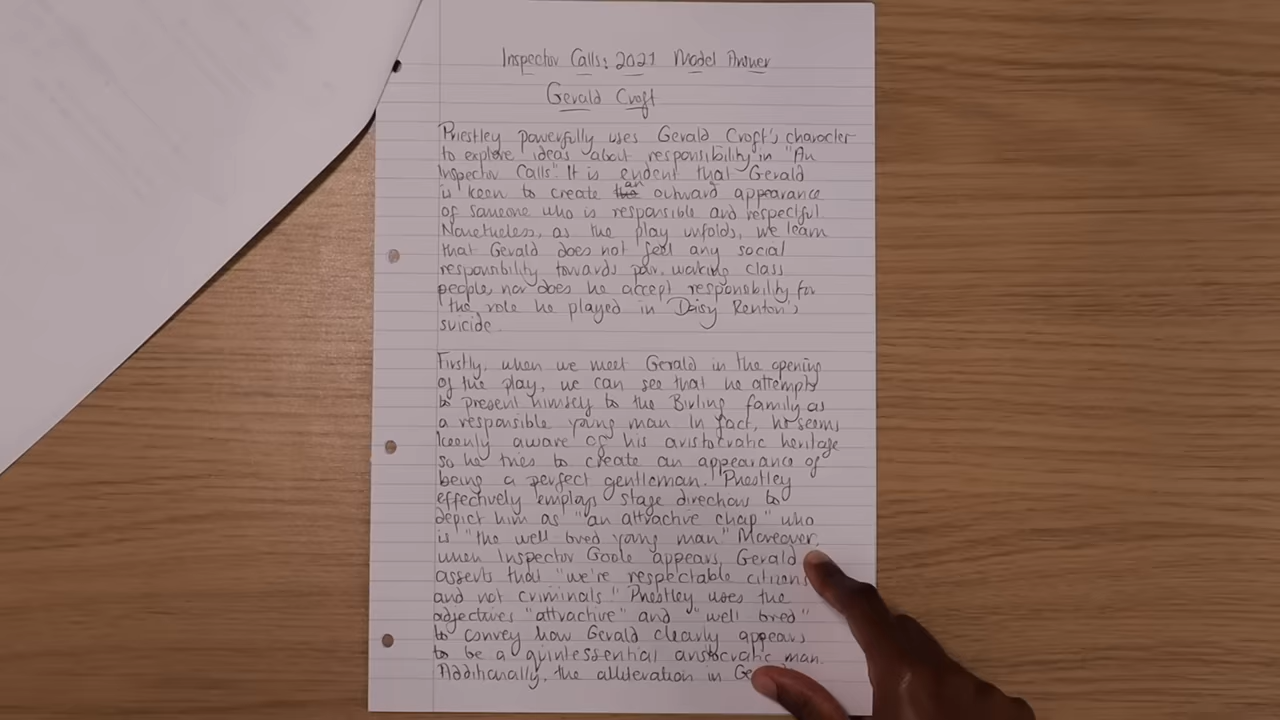 Inspector Calls: 2021 Model Answer
Gerald Croft
Priestley powerfully uses Gerald Croft's character
to explore ideas about responsibility in "An
Inspector Calls". It is evident that Gerald
is keen to create an outward appearance
of someone who is responsible and respectful.
Nonetheless, as the play unfolds, we learn
that Gerald does not feel any social
responsibility towards poor, working class
people, nor does he accept responsibility for
the role he played in Daisy Renton's
suicide.
Firstly, when we meet Gerald in the opening
of the play, we can see that he attempts
to present himself to the Birling family as
a responsible young man. In fact, he seems
keenly aware of his aristocratic heritage
so he tries to create an appearance of
being a perfect gentleman. Priestley
effectively employs stage directions to
depict him as "an attractive chap" who
is "the well bred young man" Moreover,
when Inspector Goole appears, Gerald
asserts that "we're respectable citizens
and not criminals" Priestley uses the
adjectives "attractive" and "well bred"
to convey how Gerald clearly appears
to be a quintessential aristocratic man.
Additionally, the alliteration in